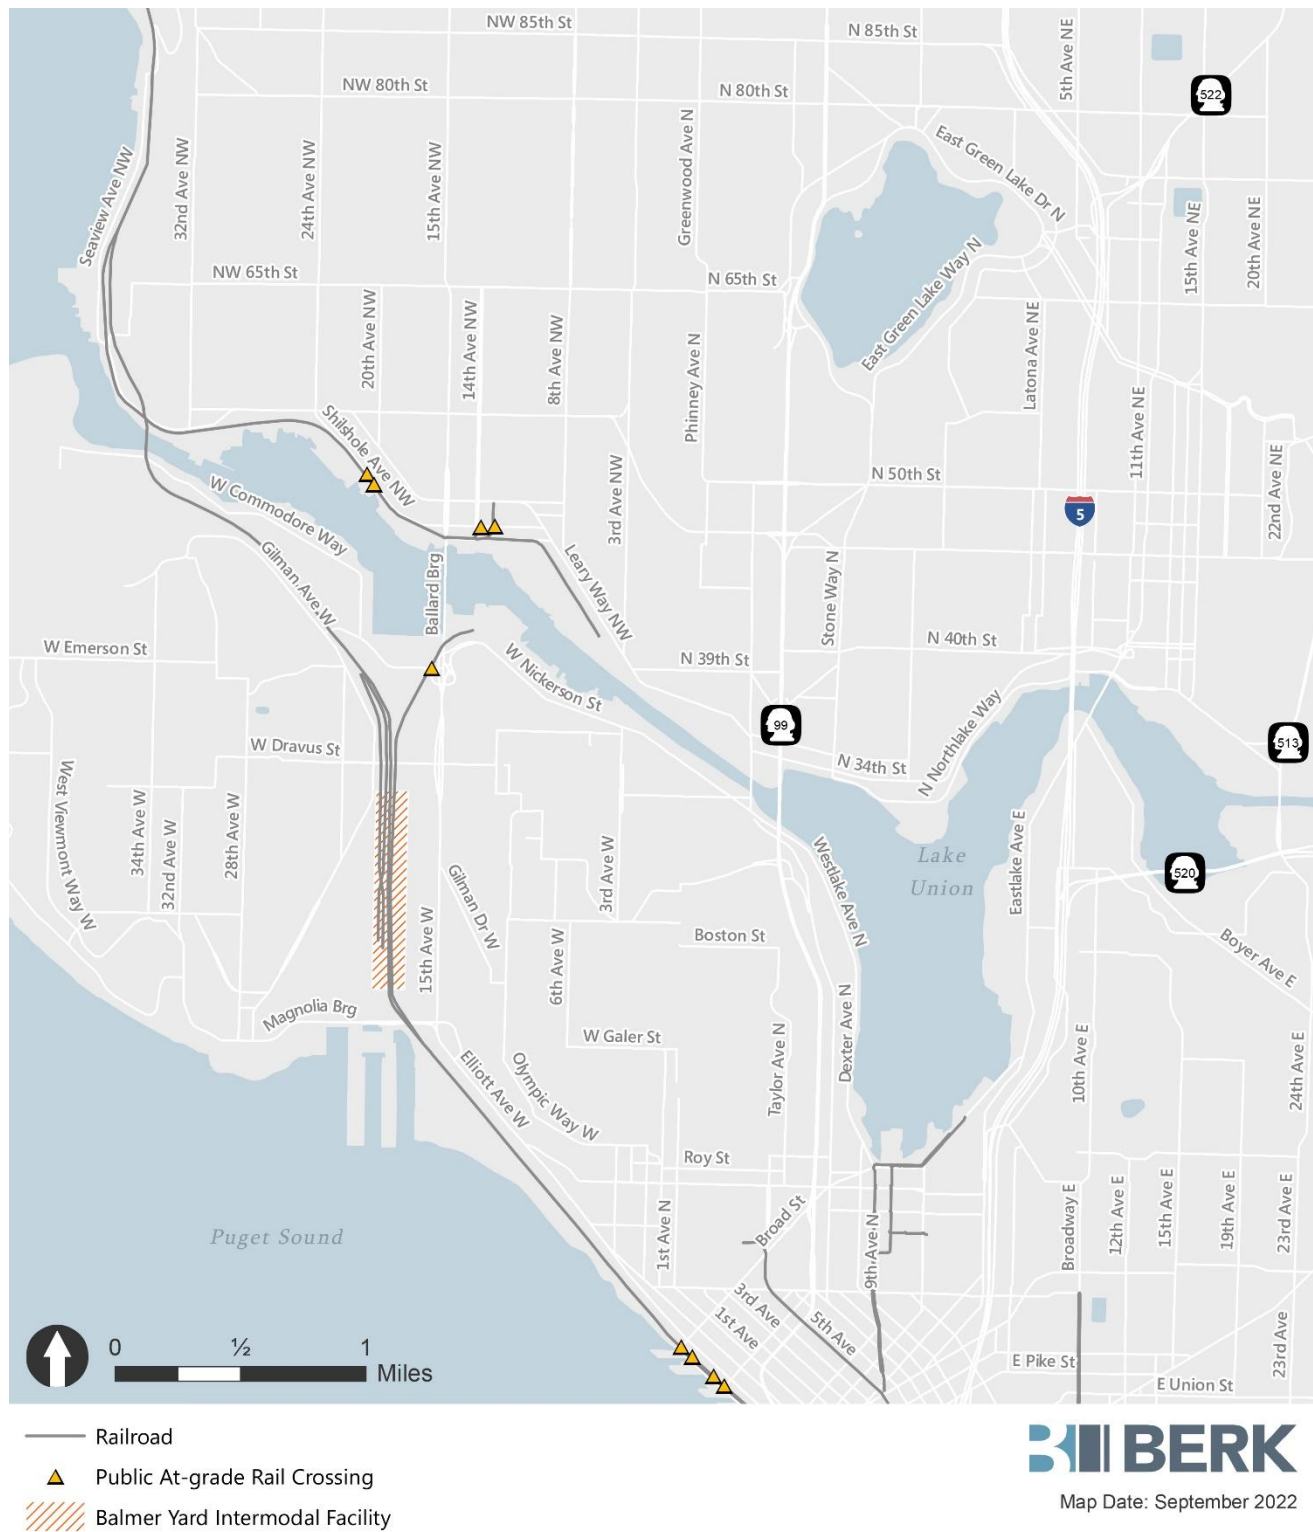 NW 85th St
N 85th St
5th Ave NE
NW 80th St
N 80th St
522
East Green Lake Dr N
Seaview Ave NW
32nd Ave NW
24th Ave NW
15th Ave NW
Greenwood Ave N
15th Ave NE
20th Ave NE
NW 65th St
N 65th St
East Green Lake Way N
20th Ave NW
14th Ave NW
8th Ave NW
Phinney Ave N
Latona Ave NE
11th Ave NE
Shilshole Ave NW
N 50th St
22nd Ave NE
W Commodore Way
3rd Ave NW
5
Gilman Ave W
Ballard Brg
Leary Way NW
Stone Way N
W Emerson St
W Nickerson St
N 39th St
N 40th St
99
513
W Dravus St
N 34th St
N Northlake Way
West Viewmont Way W
34th Ave W
32nd Ave W
28th Ave W
3rd Ave W
Westlake Ave N
Lake
Union
Eastlake Ave E
520
Gilman Dr W
15th Ave W
6th Ave W
Boston St
Boyer Ave E
Magnolia Brg
W Galer St
Taylor Ave N
Dexter Ave N
10th Ave E
24th Ave E
Elliott Ave W
Olympic Way W
Roy St
Puget Sound
1st Ave N
Broad St
9th Ave N
Broadway E
12th Ave E
15th Ave E
19th Ave E
23rd Ave E
3rd Ave
1st Ave
5th Ave
E Pike St
E Union St
23rd Ave
0 ½ 1
Miles
Railroad
Public At-grade Rail Crossing
Balmer Yard Intermodal Facility
BERK
Map Date: September 2022